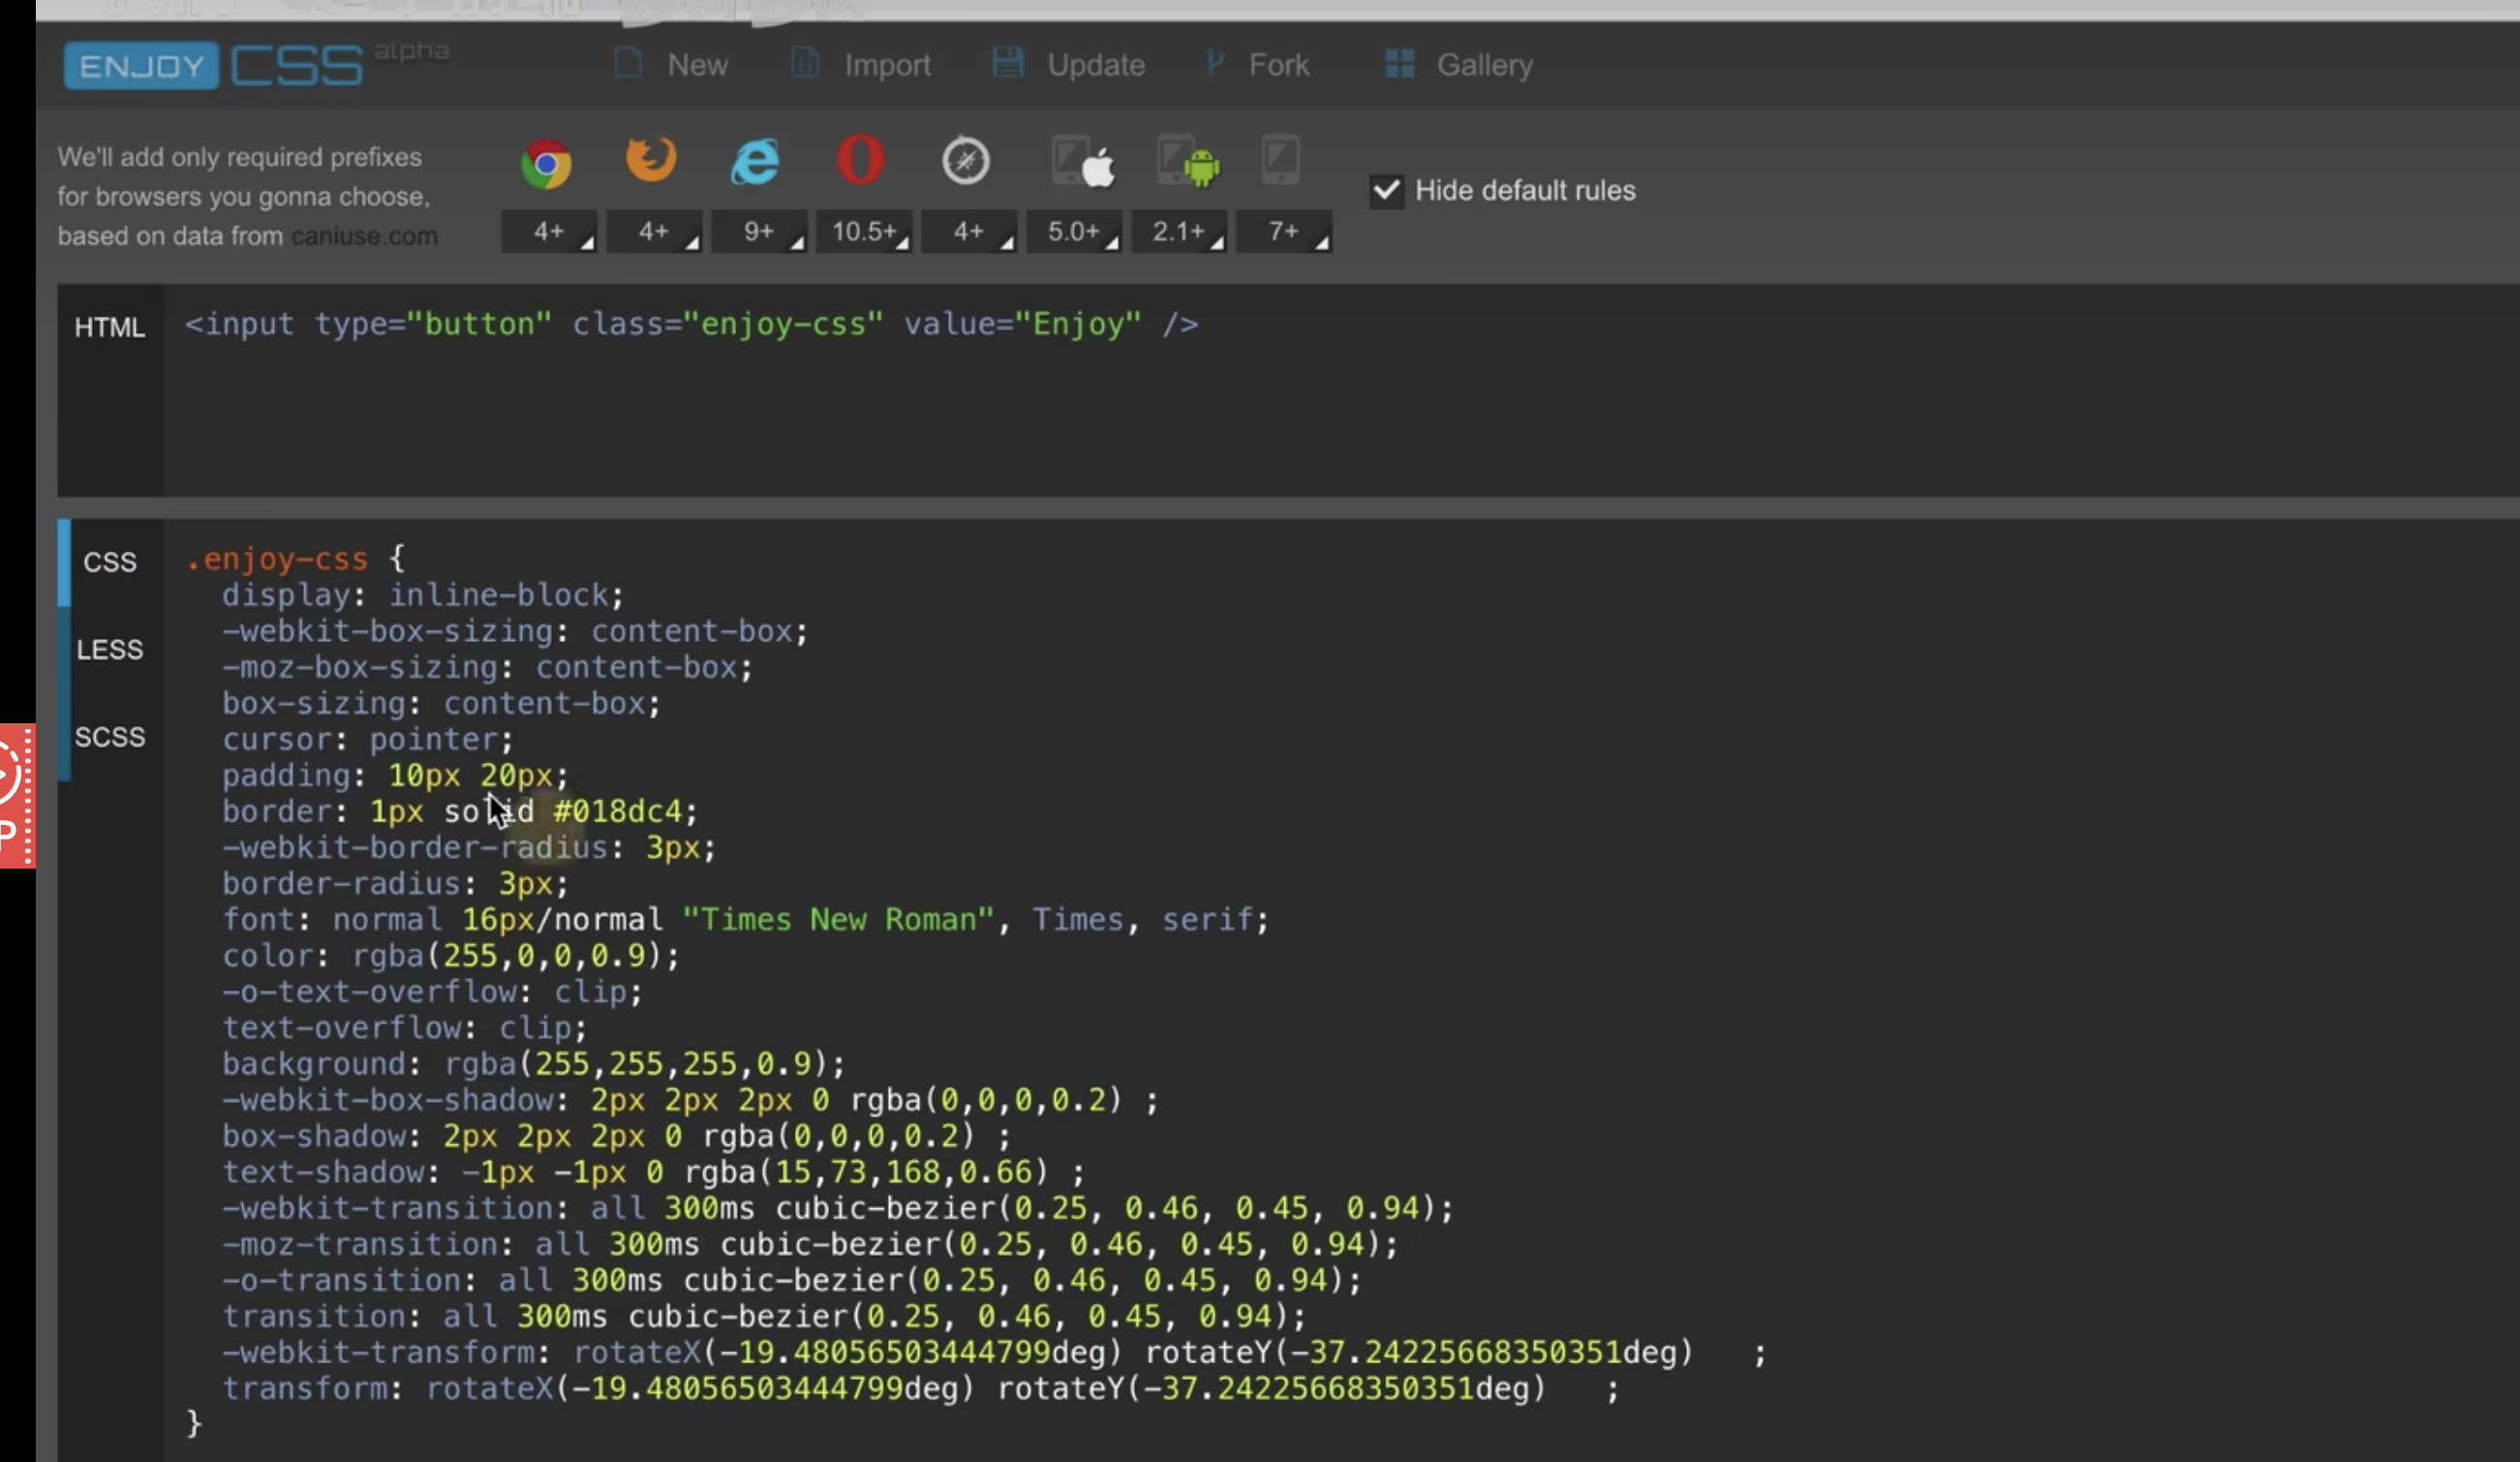 ENJOY CSS alpha New Import Update Fork Gallery
We'll add only required prefixes
for browsers you gonna choose,
based on data from caniuse.com
4+ 4+ 9+ 10.5+ 4+ 5.0+ 2.1+ 7+
Hide default rules
HTML
<input type="button" class="enjoy-css" value="Enjoy" />
CSS
LESS
SCSS
P
.enjoy-css {
display: inline-block;
-webkit-box-sizing: content-box;
-moz-box-sizing: content-box;
box-sizing: content-box;
cursor: pointer;
padding: 10px 20px;
border: 1px solid #018dc4;
-webkit-border-radius: 3px;
border-radius: 3px;
font: normal 16px/normal "Times New Roman", Times, serif;
color: rgba(255,0,0,0.9);
-o-text-overflow: clip;
text-overflow: clip;
background: rgba(255,255,255,0.9);
-webkit-box-shadow: 2px 2px 2px 0 rgba(0,0,0,0.2) ;
box-shadow: 2px 2px 2px 0 rgba(0,0,0,0.2) ;
text-shadow: -1px -1px 0 rgba(15,73,168,0.66) ;
-webkit-transition: all 300ms cubic-bezier(0.25, 0.46, 0.45, 0.94);
-moz-transition: all 300ms cubic-bezier(0.25, 0.46, 0.45, 0.94);
-o-transition: all 300ms cubic-bezier(0.25, 0.46, 0.45, 0.94);
transition: all 300ms cubic-bezier(0.25, 0.46, 0.45, 0.94);
-webkit-transform: rotateX(-19.48056503444799deg) rotateY(-37.24225668350351deg) ;
transform: rotateX(-19.48056503444799deg) rotateY(-37.24225668350351deg) ;
}